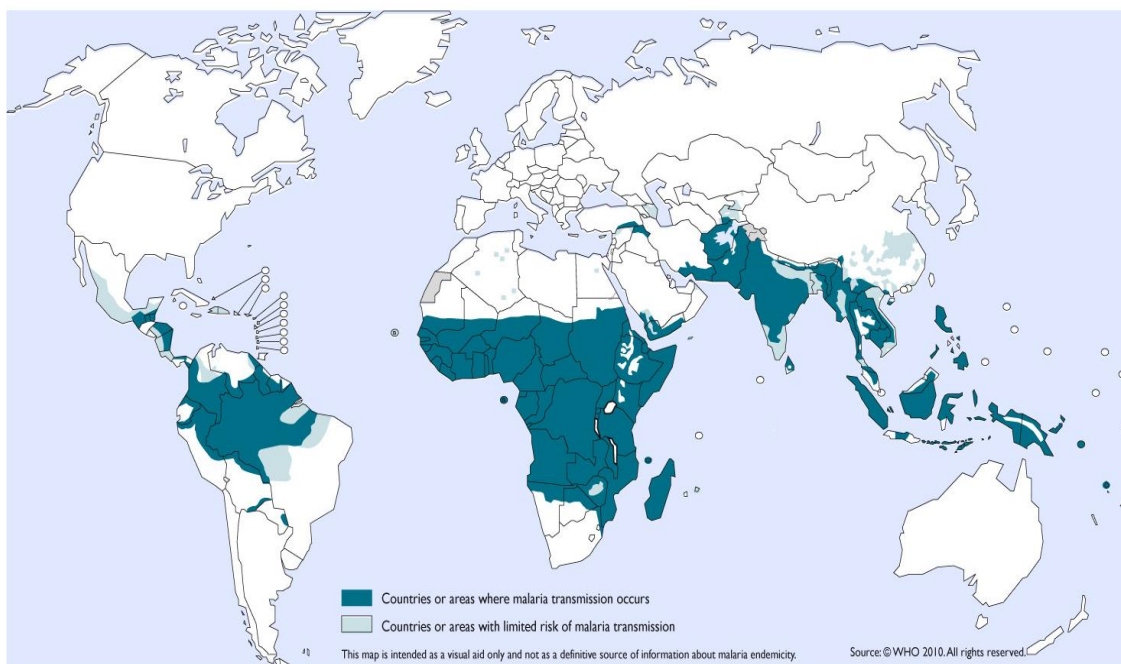 Countries or areas where malaria transmission occurs
Countries or areas with limited risk of malaria transmission
This map is intended as a visual aid only and not as a definitive source of information about malaria endemicity.
Source: © WHO 2010. All rights reserved.